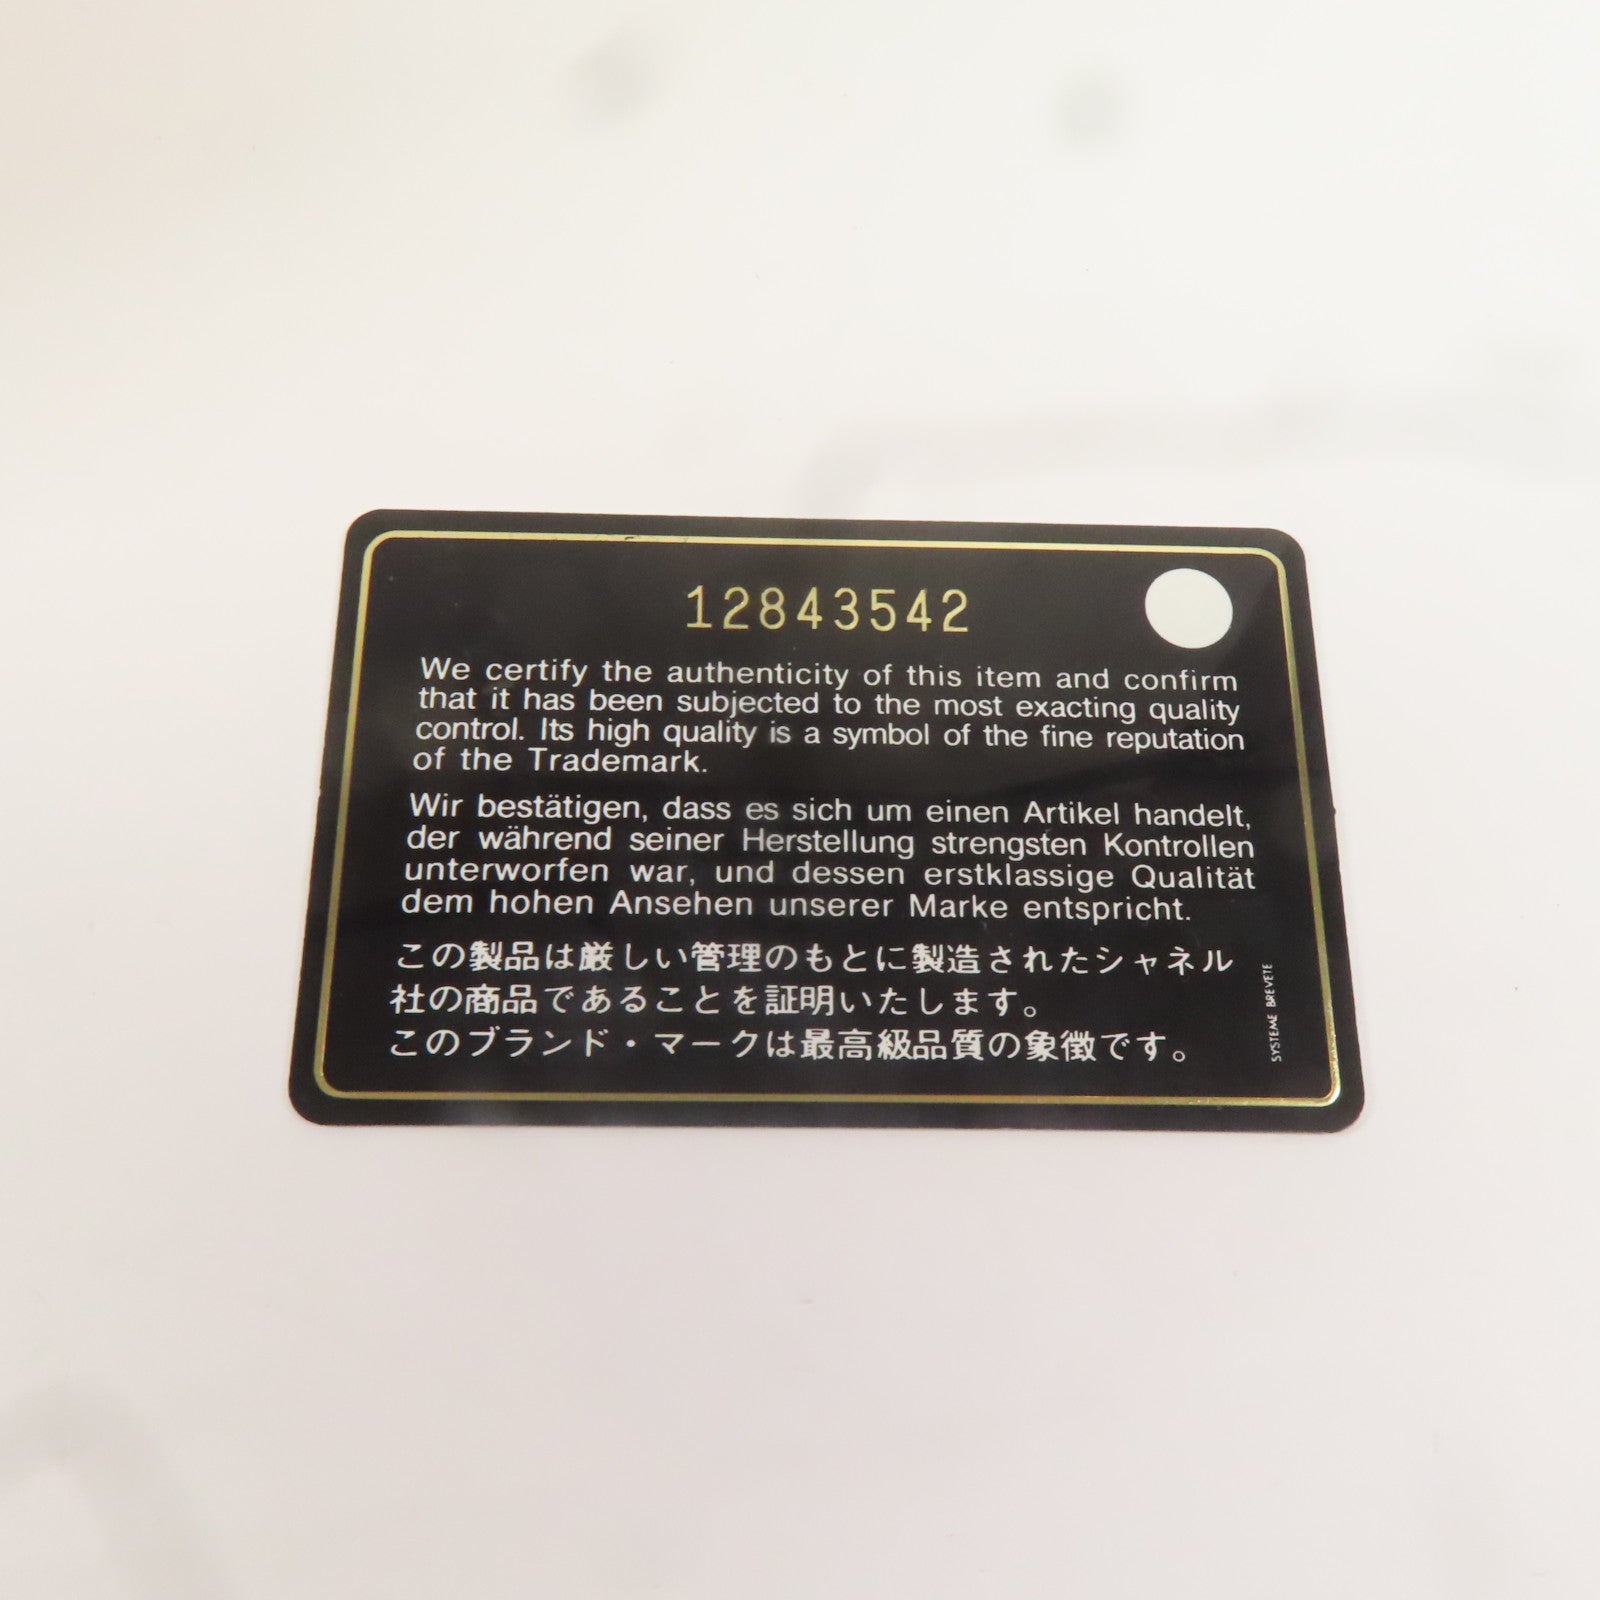 12843542
We certify the authenticity of this item and confirm
that it has been subjected to the most exacting quality
control. Its high quality is a symbol of the fine reputation
of the Trademark.
Wir bestätigen, dass es sich um einen Artikel handelt,
der während seiner Herstellung strengsten Kontrollen
unterworfen war, und dessen erstklassige Qualität
dem hohen Ansehen unserer Marke entspricht.
この製品は厳しい管理のもとに製造されたシャネル
社の商品であることを証明いたします。
このブランド・マークは最高級品質の象徴です。
SYSTEME BREVETE